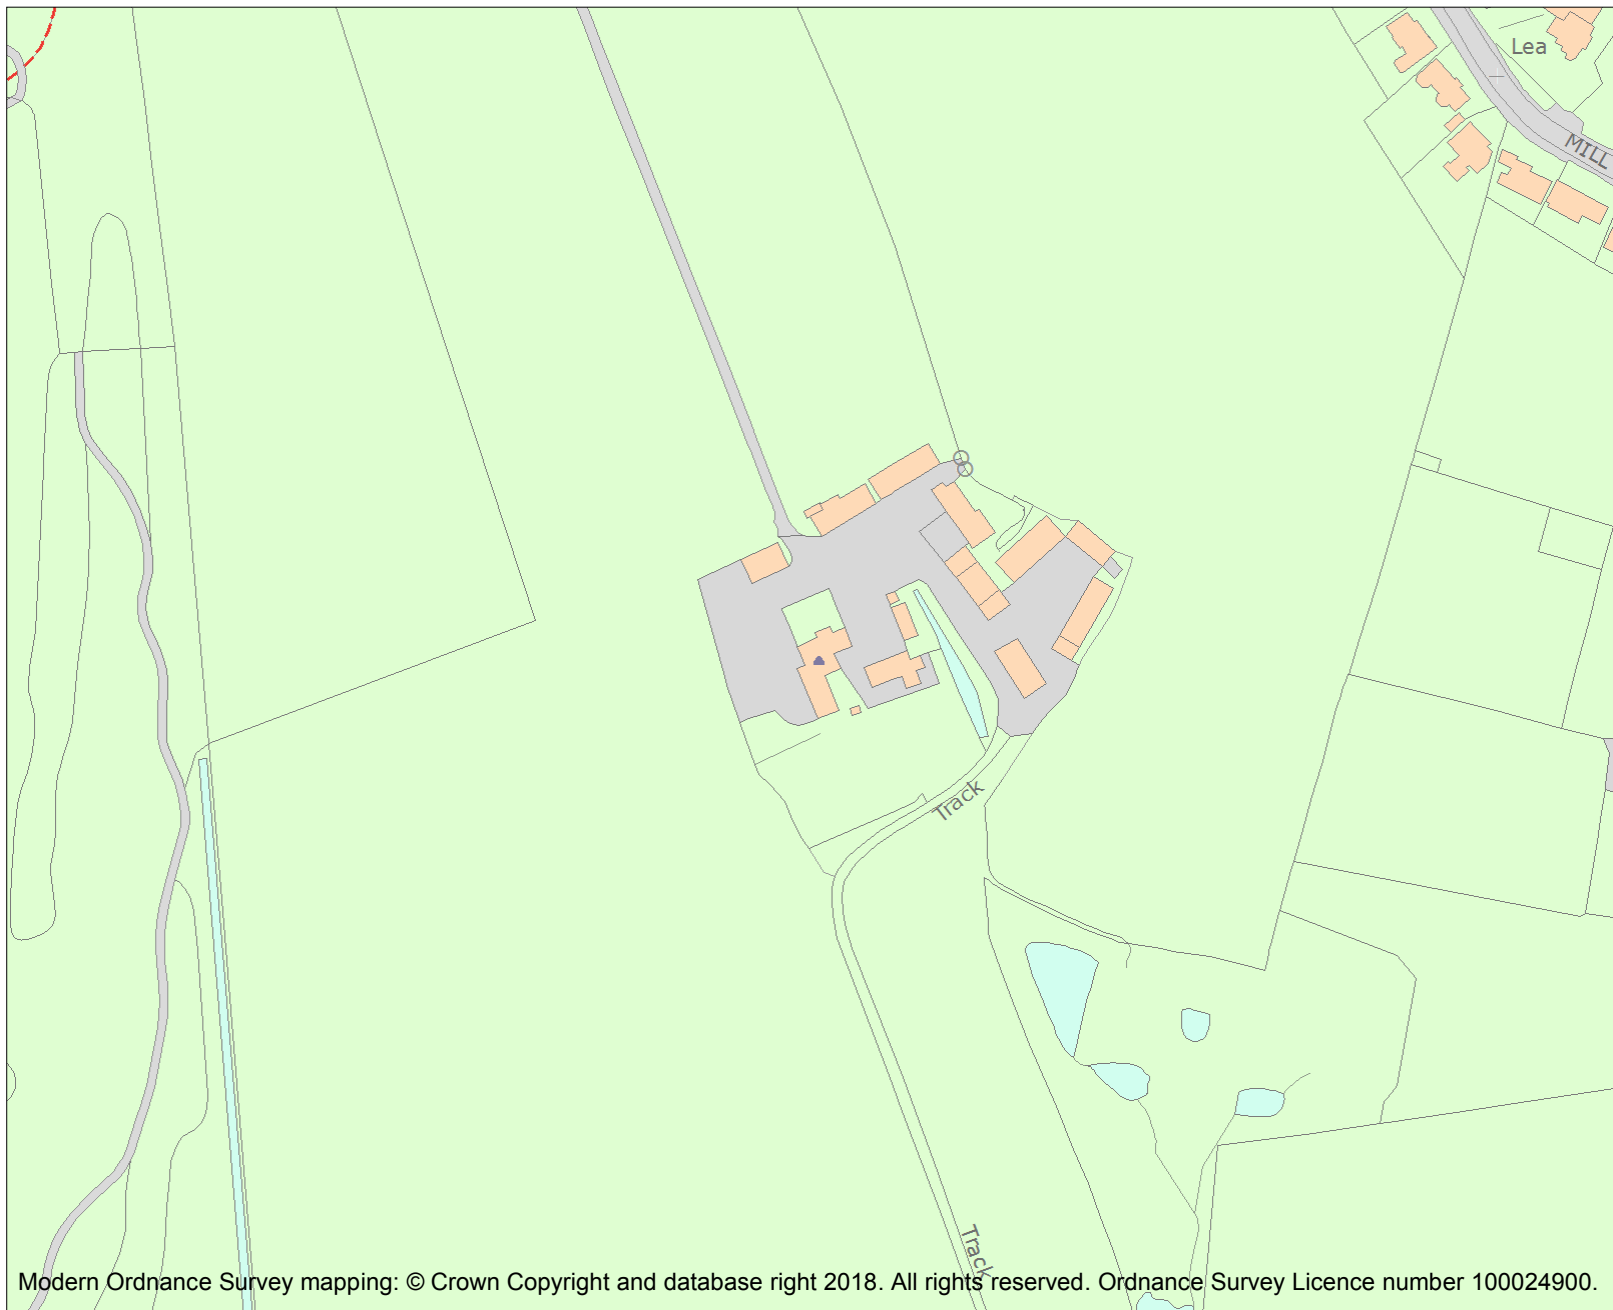 Lea
MILL
Track
Track
Modern Ordnance Survey mapping: © Crown Copyright and database right 2018. All rights reserved. Ordnance Survey Licence number 100024900.